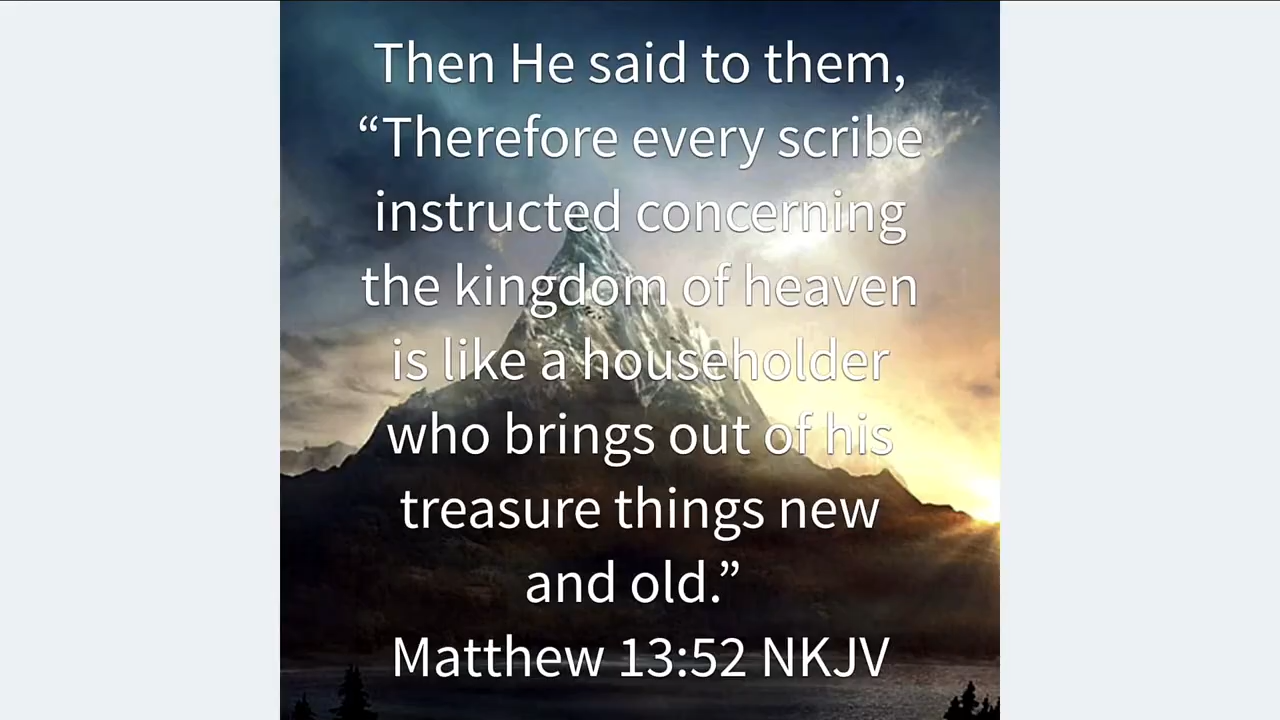 Then He said to them,
“Therefore every scribe
instructed concerning
the kingdom of heaven
is like a householder
who brings out of his
treasure things new
and old.”
Matthew 13:52 NKJV